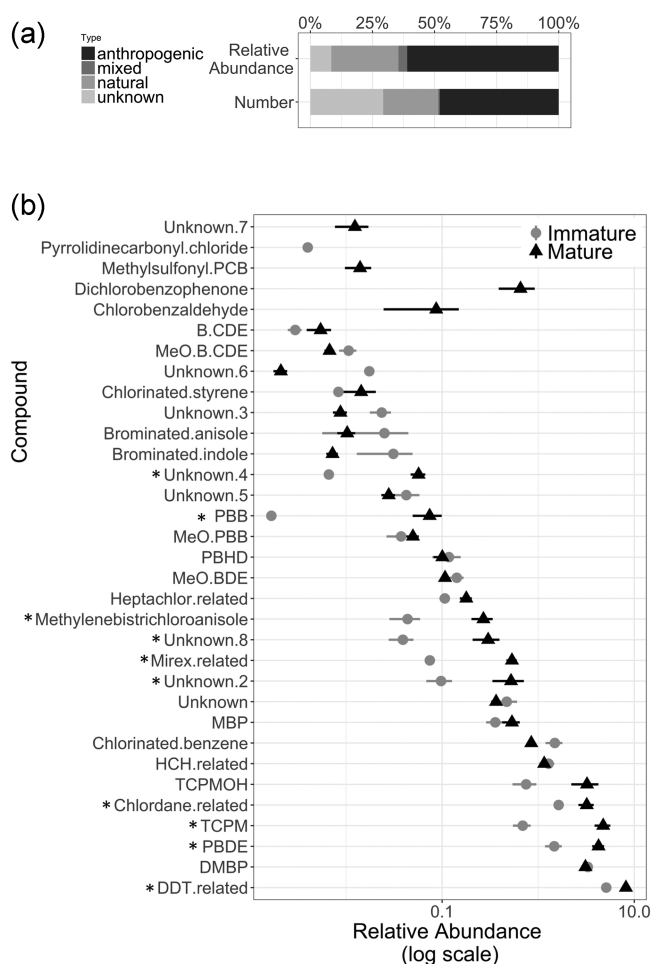 (a)
Type
anthropogenic
mixed
natural
unknown
0% 25% 50% 75% 100%
Relative
Abundance
Number
(b)
Immature
Mature
Compound
Unknown.7
Pyrrolidinecarbonyl.chloride
Methylsulfonyl.PCB
Dichlorobenzophenone
Chlorobenzaldehyde
B.CDE
MeO.B.CDE
Unknown.6
Chlorinated.styrene
Unknown.3
Brominated.anisole
Brominated.indole
* Unknown.4
Unknown.5
* PBB
MeO.PBB
PBHD
MeO.BDE
Heptachlor.related
* Methylenebistrichloroanisole
* Unknown.8
* Mirex.related
* Unknown.2
Unknown
MBP
Chlorinated.benzene
HCH.related
TCPMOH
* Chlordane.related
* TCPM
* PBDE
DMBP
* DDT.related
0.1 10.0
Relative Abundance
(log scale)